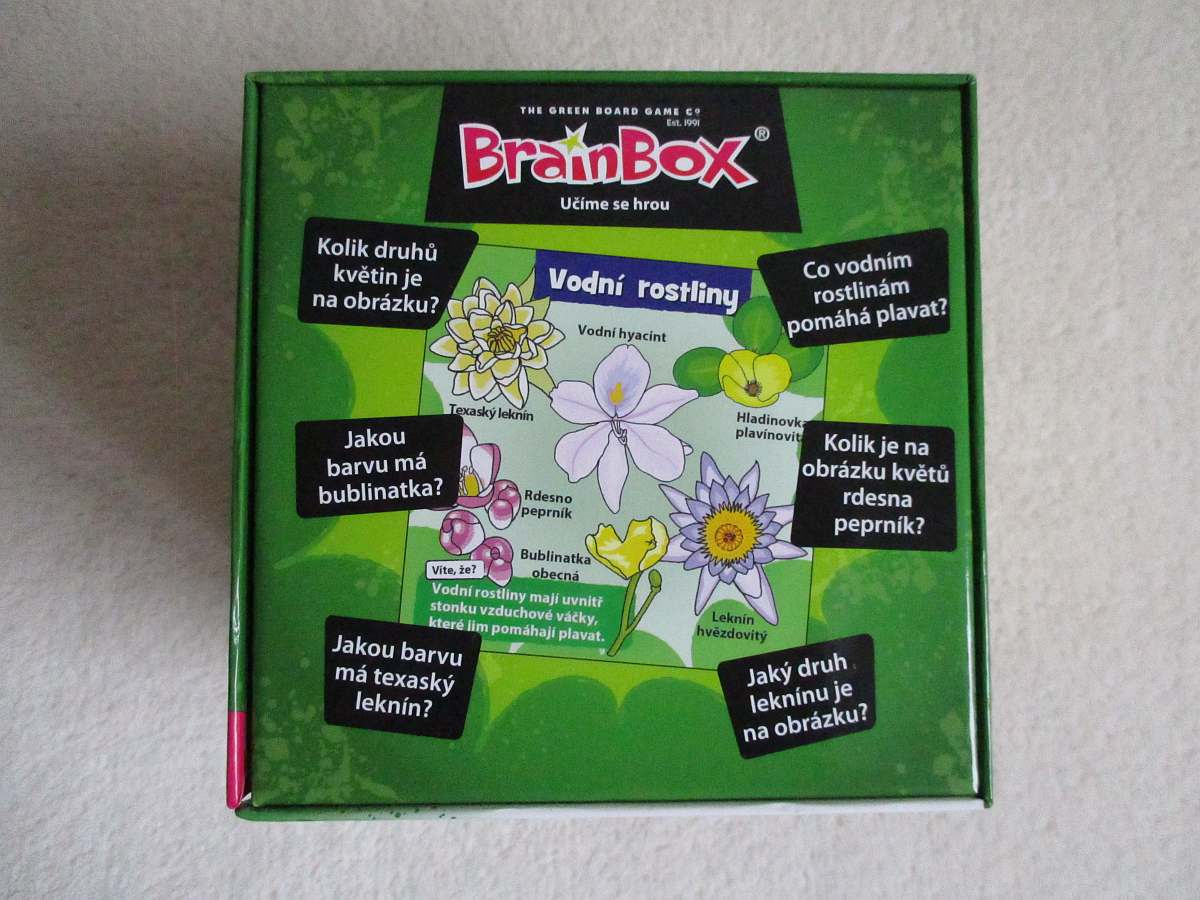 THE GREEN BOARD GAME Cº
Est. 1991
BrainBox®
Učíme se hrou
Kolik druhů
květin je
na obrázku?
Vodní rostliny
Co vodním
rostlinám
pomáhá plavat?
Vodní hyacint
Texaský leknín
Hladinovka
plavínovit
Jakou
barvu má
bublinatka?
Kolik je na
obrázku květů
rdesna
peprník?
Rdesno
peprník
Bublinatka
obecná
Víte, že?
Vodní rostliny mají uvnitř
stonku vzduchové váčky,
které jim pomáhají plavat.
Leknín
hvězdovitý
Jakou barvu
má texaský
leknín?
Jaký druh
leknínu je
na obrázku?